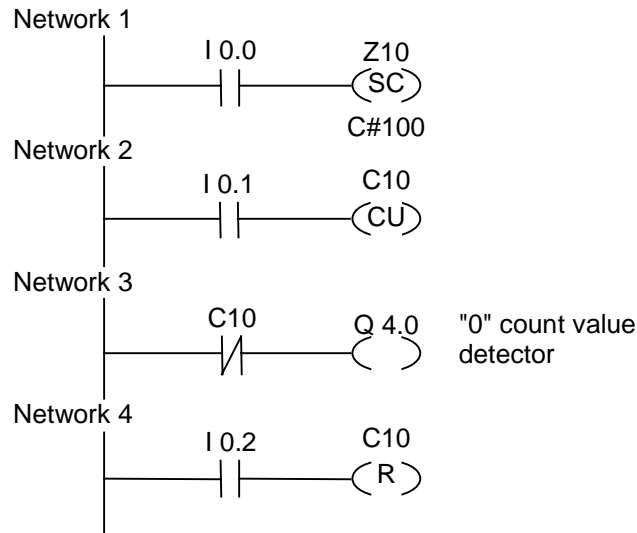 Network 1
I 0.0 Z10
SC
C#100
Network 2
I 0.1 C10
CU
Network 3
C10 Q 4.0 "0" count value
detector
Network 4
I 0.2 C10
R